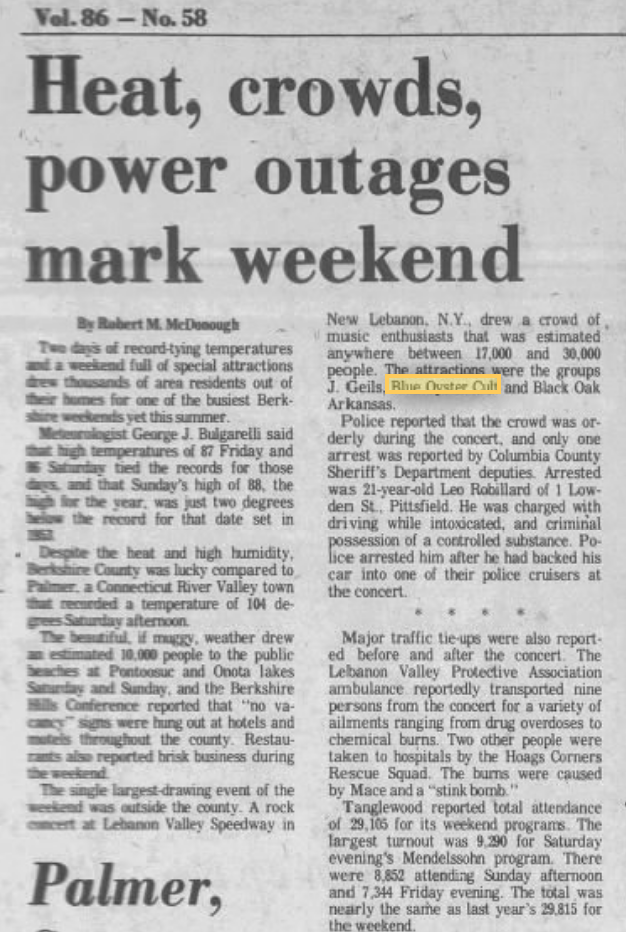 Vol. 86 — No. 58
Heat, crowds,
power outages
mark weekend
By Robert M. McDonough
Two days of record-tying temperatures
and a weekend full of special attractions
drew thousands of area residents out of
their homes for one of the busiest Berk-
shire weekends yet this summer.
Meteorologist George J. Bulgarelli said
that high temperatures of 87 Friday and
86 Saturday tied the records for those
days, and that Sunday's high of 88, the
high for the year, was just two degrees
below the record for that date set in
Despite the heat and high humidity,
Berkshire County was lucky compared to
Palmer, a Connecticut River Valley town
that recorded a temperature of 104 de-
grees Saturday afternoon.
The beautiful, if muggy, weather drew
an estimated 10,000 people to the public
beaches at Pontoosuc and Onota lakes
Saturday and Sunday, and the Berkshire
Hills Conference reported that "no va-
cancy" signs were hung out at hotels and
motels throughout the county. Restau-
rants also reported brisk business during
the weekend.
The single largest-drawing event of the
weekend was outside the county. A rock
concert at Lebanon Valley Speedway in
Palmer,
New Lebanon, N.Y., drew a crowd of
music enthusiasts that was estimated
anywhere between 17,000 and 30,000
people. The attractions were the groups
J. Geils, Blue Oyster Cult and Black Oak
Arkansas.
Police reported that the crowd was or-
derly during the concert, and only one
arrest was reported by Columbia County
Sheriff's Department deputies. Arrested
was 21-year-old Leo Robillard of 1 Low-
den St., Pittsfield. He was charged with
driving while intoxicated, and criminal
possession of a controlled substance. Po-
lice arrested him after he had backed his
car into one of their police cruisers at
the concert.
* * * *
Major traffic tie-ups were also report-
ed before and after the concert. The
Lebanon Valley Protective Association
ambulance reportedly transported nine
persons from the concert for a variety of
ailments ranging from drug overdoses to
chemical burns. Two other people were
taken to hospitals by the Hoags Corners
Rescue Squad. The burns were caused
by Mace and a "stink bomb."
Tanglewood reported total attendance
of 29,105 for its weekend programs. The
largest turnout was 9,290 for Saturday
evening's Mendelssohn program. There
were 8,852 attending Sunday afternoon
and 7,344 Friday evening. The total was
nearly the same as last year's 29,815 for
the weekend.